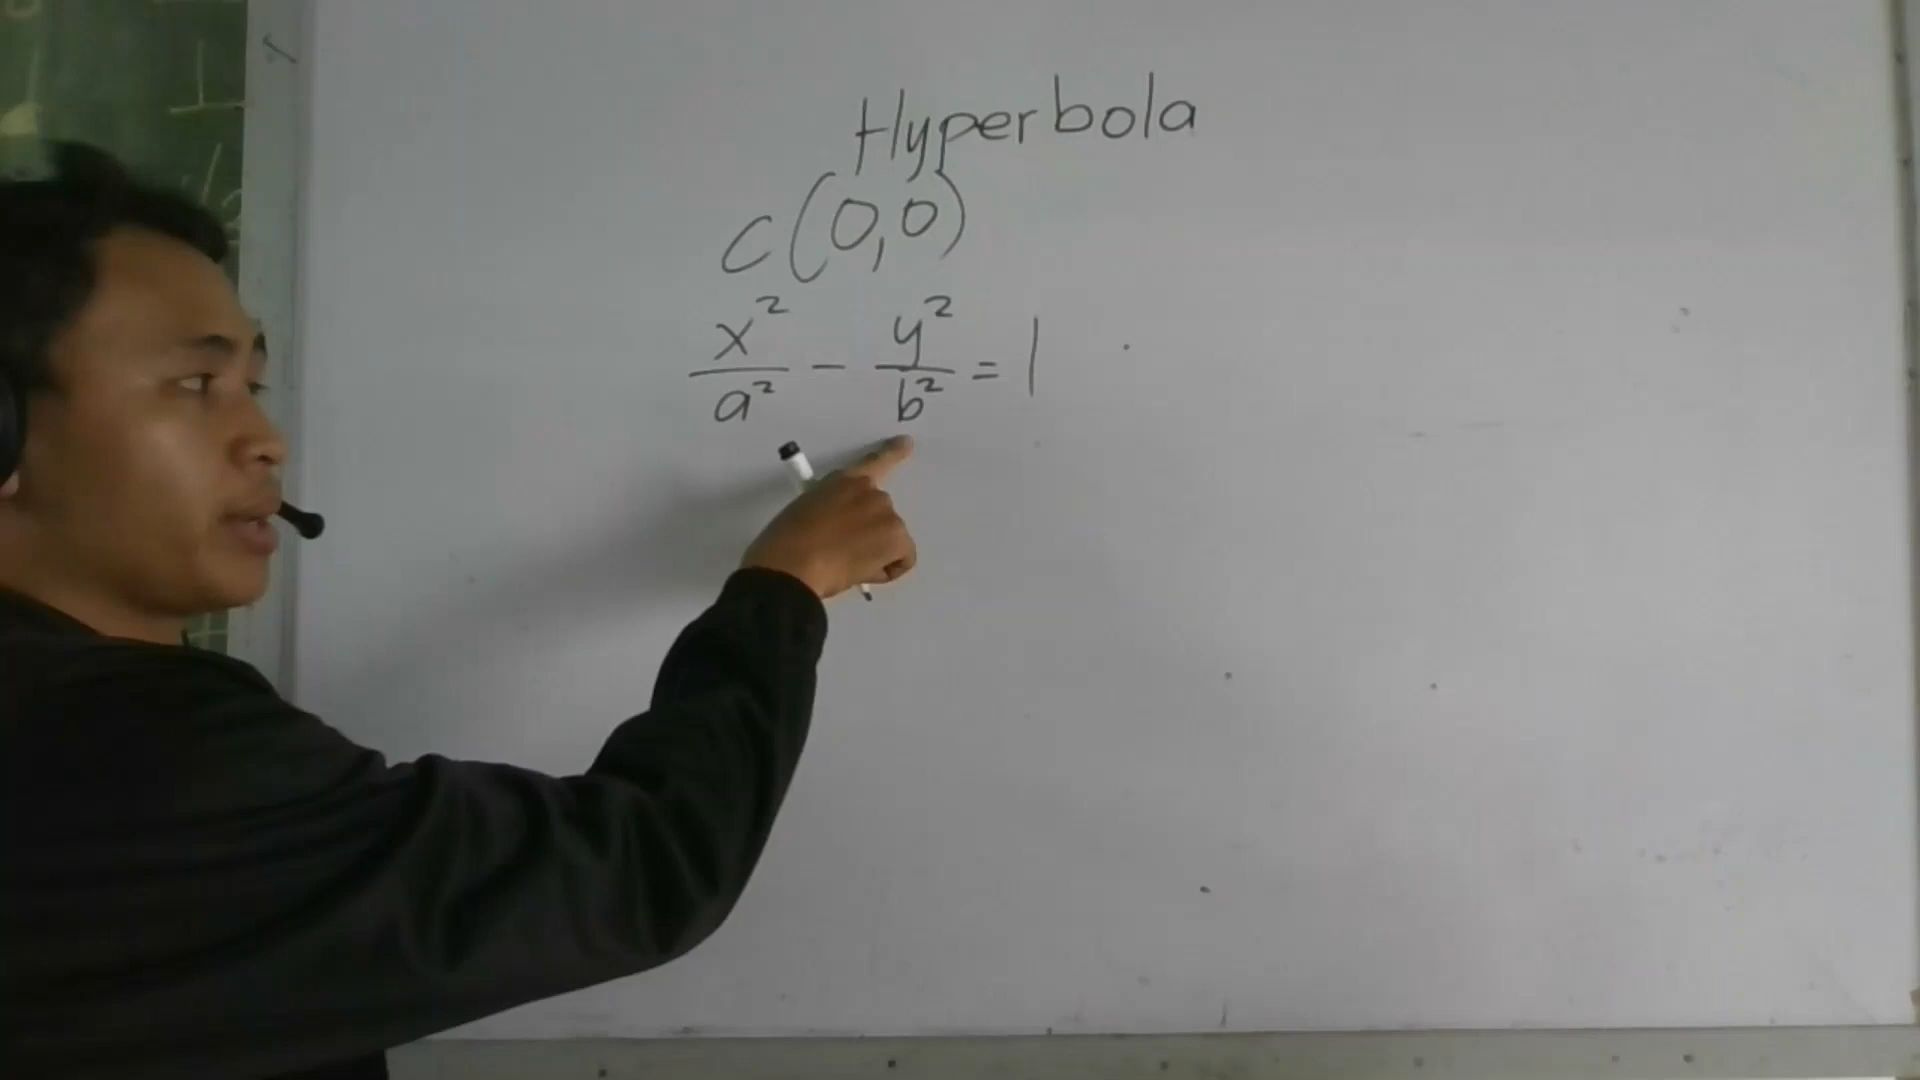 Hyperbola
C(0,0)
x²/a² - y²/b² = 1